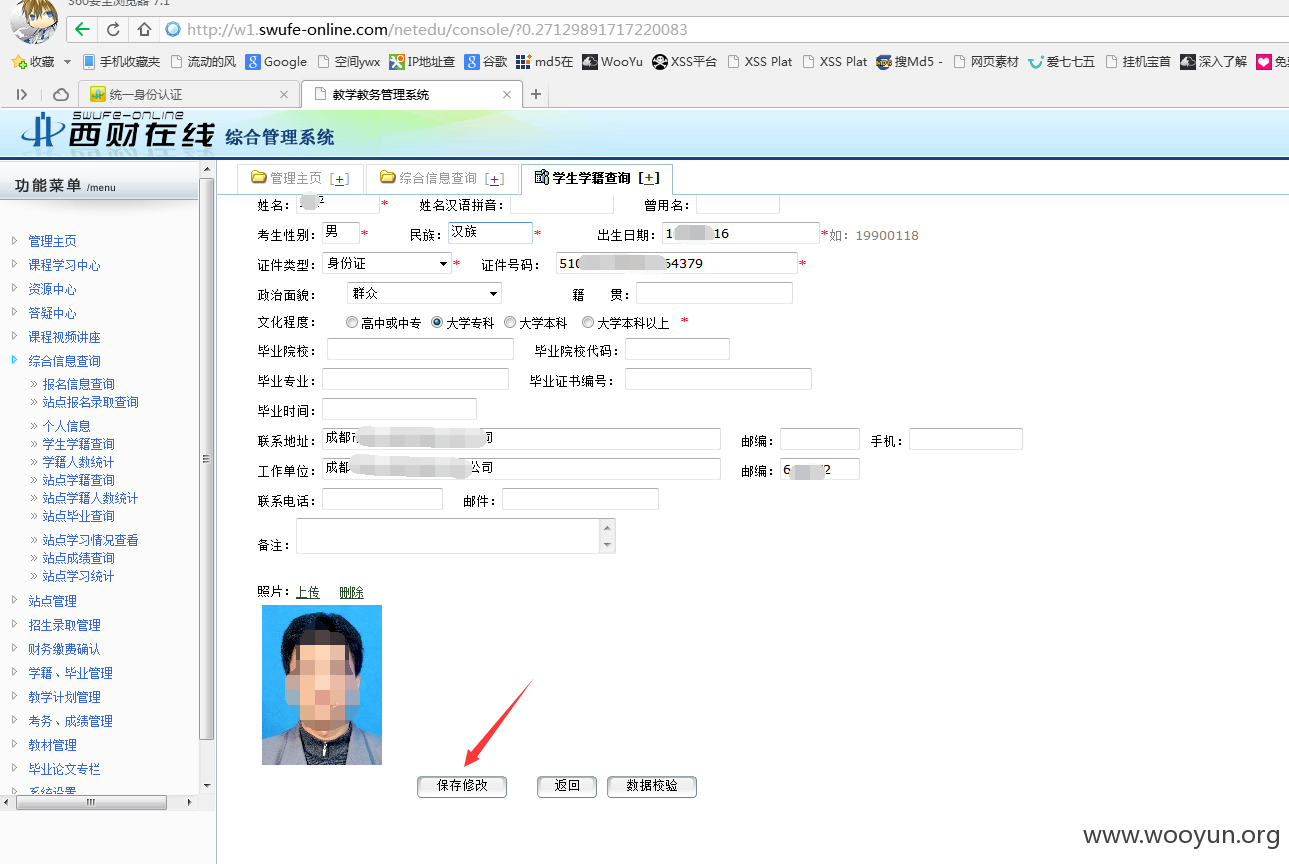 360安全浏览器 7.1
http://w1.swufe-online.com/netedu/console/?0.27129891717220083
收藏 手机收藏夹 流动的风 Google 空间ywx IP地址查 谷歌 md5在 WooYu XSS平台 XSS Plat XSS Plat 搜Md5 - 网页素材 爱七七五 挂机宝首 深入了解
统一身份认证 × 教学教务管理系统 × +
SWUFE-ONLINE
西财在线 综合管理系统
功能菜单 /menu
管理主页
课程学习中心
资源中心
答疑中心
课程视频讲座
综合信息查询
» 报名信息查询
» 站点报名录取查询
» 个人信息
» 学生学籍查询
» 学籍人数统计
» 站点学籍查询
» 站点学籍人数统计
» 站点毕业查询
» 站点学习情况查看
» 站点成绩查询
» 站点学习统计
站点管理
招生录取管理
财务缴费确认
学籍、毕业管理
教学计划管理
考务、成绩管理
教材管理
毕业论文专栏
系统设置
管理主页 [+] 综合信息查询 [+] 学生学籍查询 [+]
姓名: * 姓名汉语拼音: 曾用名:
考生性别: 男 * 民族: 汉族 * 出生日期: 1 16 *如: 19900118
证件类型: 身份证 * 证件号码: 510 64379 *
政治面貌: 群众 籍 贯:
文化程度: 高中或中专 大学专科 大学本科 大学本科以上 *
毕业院校: 毕业院校代码:
毕业专业: 毕业证书编号:
毕业时间:
联系地址: 成都市 司 邮编: 手机:
工作单位: 成都 公司 邮编: 6 2
联系电话: 邮件:
备注:
照片: 上传 删除
保存修改 返回 数据校验
www.wooyun.org